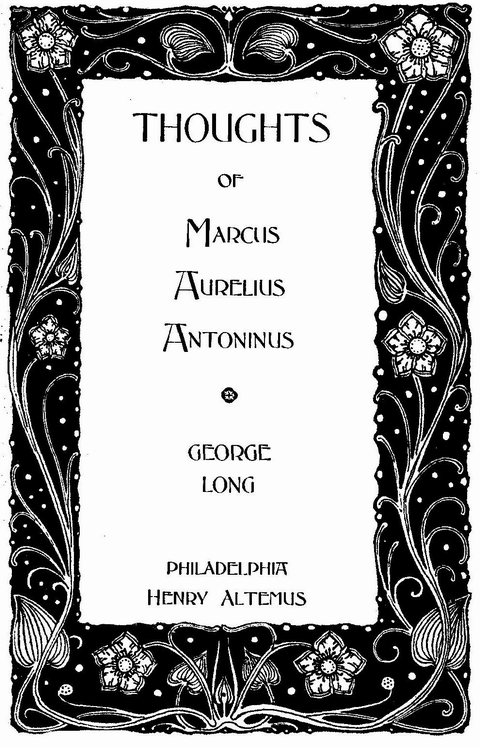 THOUGHTS
OF
MARCUS
AURELIUS
ANTONINUS
GEORGE
LONG
PHILADELPHIA
HENRY ALTEMUS